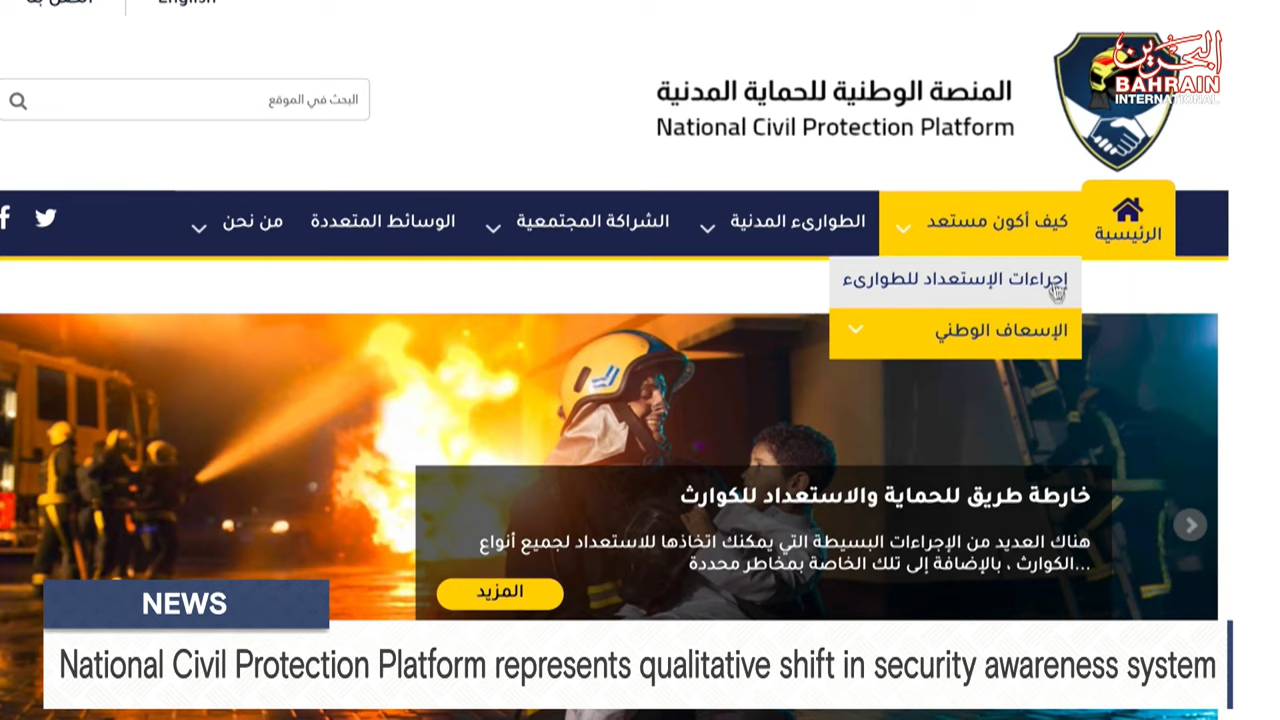 English
اتصل بنا
البحرين
BAHRAIN
INTERNATIONAL
المنصة الوطنية للحماية المدنية
National Civil Protection Platform
البحث في الموقع
الرئيسية
كيف أكون مستعد
الطوارىء المدنية
الشراكة المجتمعية
الوسائط المتعددة
من نحن
إجراءات الإستعداد للطوارىء
الإسعاف الوطني
خارطة طريق للحماية والاستعداد للكوارث
هناك العديد من الإجراءات البسيطة التي يمكنك اتخاذها للاستعداد لجميع أنواع
الكوارث ، بالإضافة إلى تلك الخاصة بمخاطر محددة...
المزيد
NEWS
National Civil Protection Platform represents qualitative shift in security awareness system